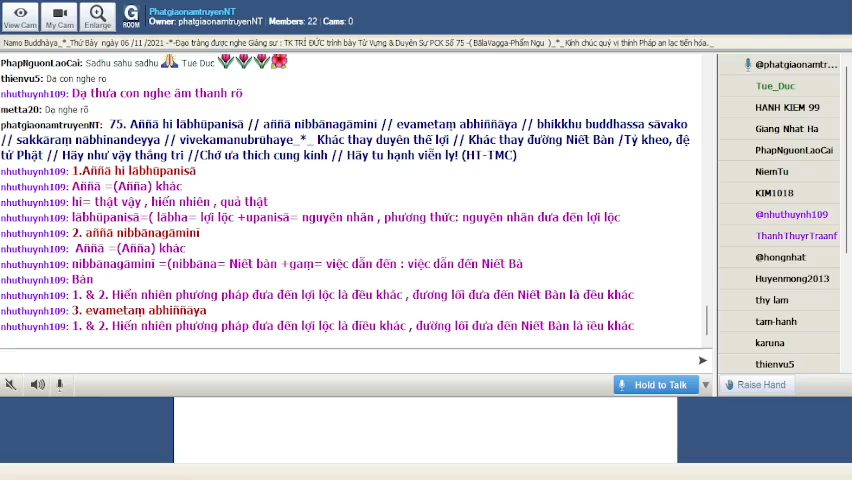 PhatgiaonamtruyenNT
Owner: phatgiaonamtruyenNT Members: 22 / Cams: 0
View Cam
My Cam
Enlarge
G
ROOM
Namo Buddhàya_*_Thứ Bảy ngày 06 /11 /2021 -*-Đạo tràng được nghe Giảng sư : TK TRÍ ĐỨC trình bày Từ Vựng & Duyên Sự PCK Số 75 -( BālaVagga-Phẩm Ngu )_*_ Kính chúc quý vị thính Pháp an lạc tiến hóa._
PhapNguonLaoCai: Sadhu sahu sadhu Tue Duc
thienvu5: Da con nghe ro
nhuthuynh109: Dạ thưa con nghe âm thanh rõ
metta20: Dạ nghe rõ
phatgiaonamtruyenNT: 75. Aññā hi lābhūpanisā // aññā nibbānagāminī // evametaṃ abhiññāya // bhikkhu buddhassa sāvako
// sakkāraṃ nābhinandeyya // vivekamanubrūhaye_*_ Khác thay duyên thế lợi // Khác thay đường Niết Bàn /Tỷ kheo, đệ
tử Phật // Hãy như vậy thắng tri //Chớ ưa thích cung kính // Hãy tu hạnh viễn ly! (HT-TMC)
nhuthuynh109: 1.Aññā hi lābhūpanisā
nhuthuynh109: Aññā =(Añña) khác
nhuthuynh109: hi= thật vậy , hiển nhiên , quả thật
nhuthuynh109: lābhūpanisā=( lābha= lợi lộc +upanisā= nguyên nhân , phương thức: nguyên nhân đưa đến lợi lộc
nhuthuynh109: 2. aññā nibbānagāminī
nhuthuynh109: Aññā =(Añña) khác
nhuthuynh109: nibbānagāminī =(nibbāna= Niết bàn +gaṃ= việc dẫn đến : việc dẫn đến Niết Bà
nhuthuynh109: Bàn
nhuthuynh109: 1. & 2. Hiển nhiên phương pháp đưa đến lợi lộc là đều khác , đương lối đưa đến Niết Bàn là đều khác
nhuthuynh109: 3. evametaṃ abhiññāya
nhuthuynh109: 1. & 2. Hiển nhiên phương pháp đưa đến lợi lộc là điều khác , đường lối đưa đến Niết Bàn là iều khác
Hold to Talk
@phatgiaonamtr...
Tue_Duc
HANH KIEM 99
Giang Nhat Ha
PhapNguonLaoCai
NiemTu
KIM1018
@nhuthuynh109
ThanhThuyrTraanf
@hongnhat
Huyenmong2013
thy lam
tam-hanh
karuna
thienvu5
Raise Hand